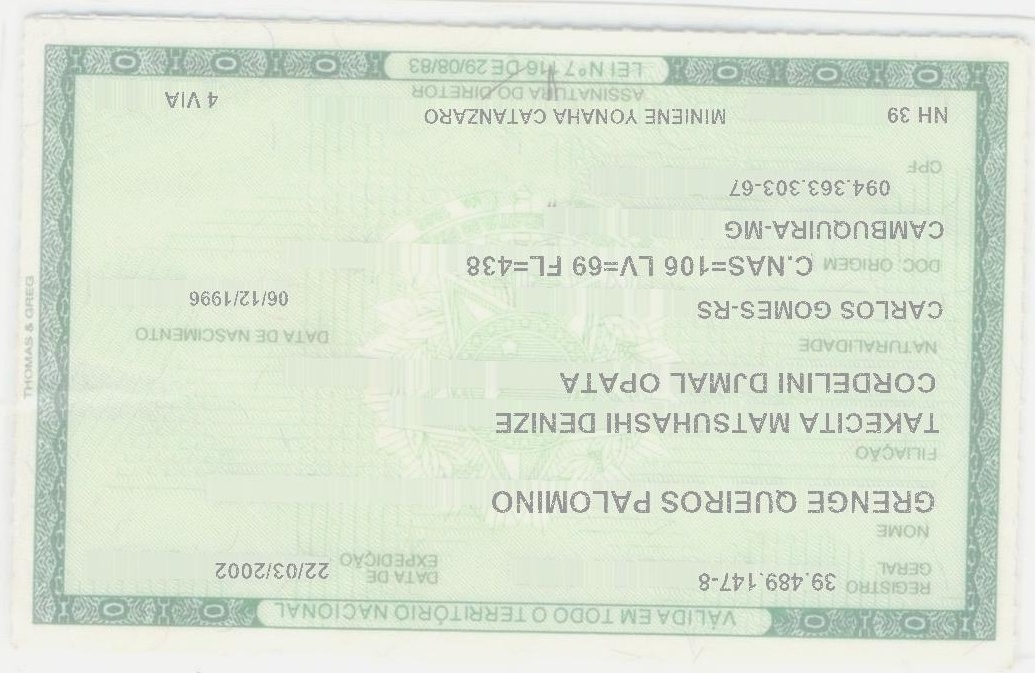 VÁLIDA EM TODO O TERRITÓRIO NACIONAL
REGISTRO GERAL 39.489.147-8 DATA DE EXPEDIÇÃO 22/03/2002
NOME
GRENGE QUEIROS PALOMINO
FILIAÇÃO
TAKECITA MATSUHASHI DENIZE
CORDELINI DJMAL OPATA
NATURALIDADE DATA DE NASCIMENTO
CARLOS GOMES-RS 06/12/1996
DOC. ORIGEM C.NAS=106 LV=69 FL=438
CAMBUQUIRA-MG
CPF 094.363.303-67
NH 39 MINIENE YONAHA CATANZARO 4 VIA
ASSINATURA DO DIRETOR
LEI Nº 7.116 DE 29/08/83
THOMAS & GREG